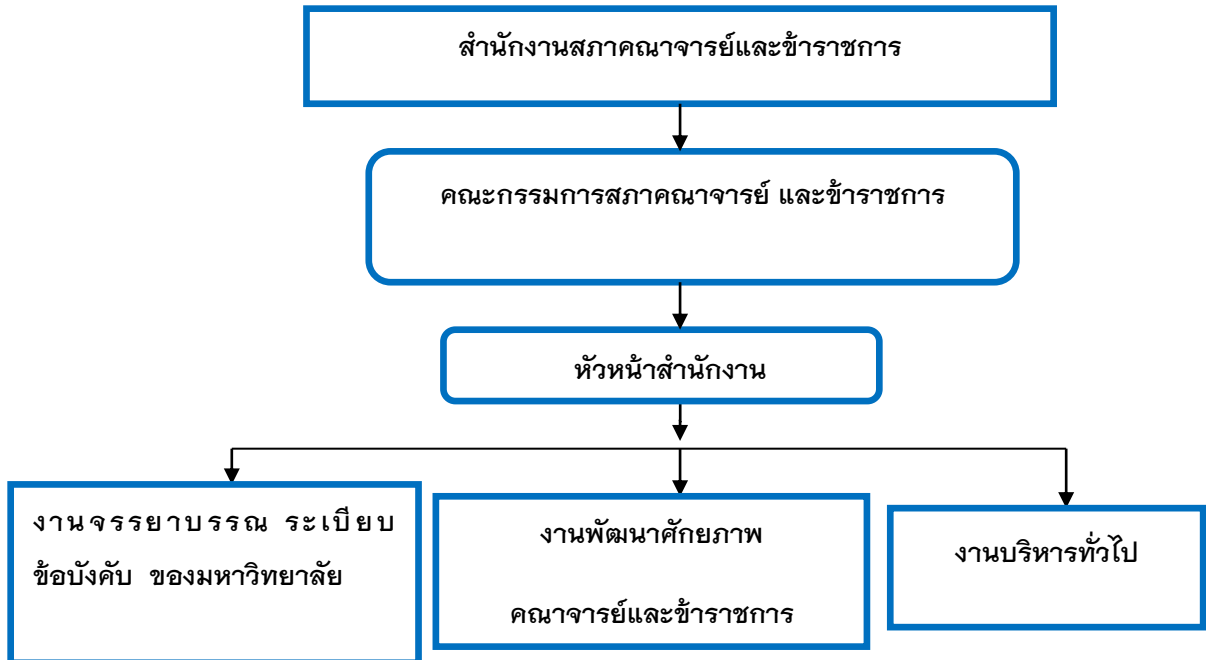 สำนักงานสภาคณาจารย์และข้าราชการ
คณะกรรมการสภาคณาจารย์ และข้าราชการ
หัวหน้าสำนักงาน
งานจรรยาบรรณ ระเบียบ
ข้อบังคับ ของมหาวิทยาลัย
งานพัฒนาศักยภาพ
คณาจารย์และข้าราชการ
งานบริหารทั่วไป